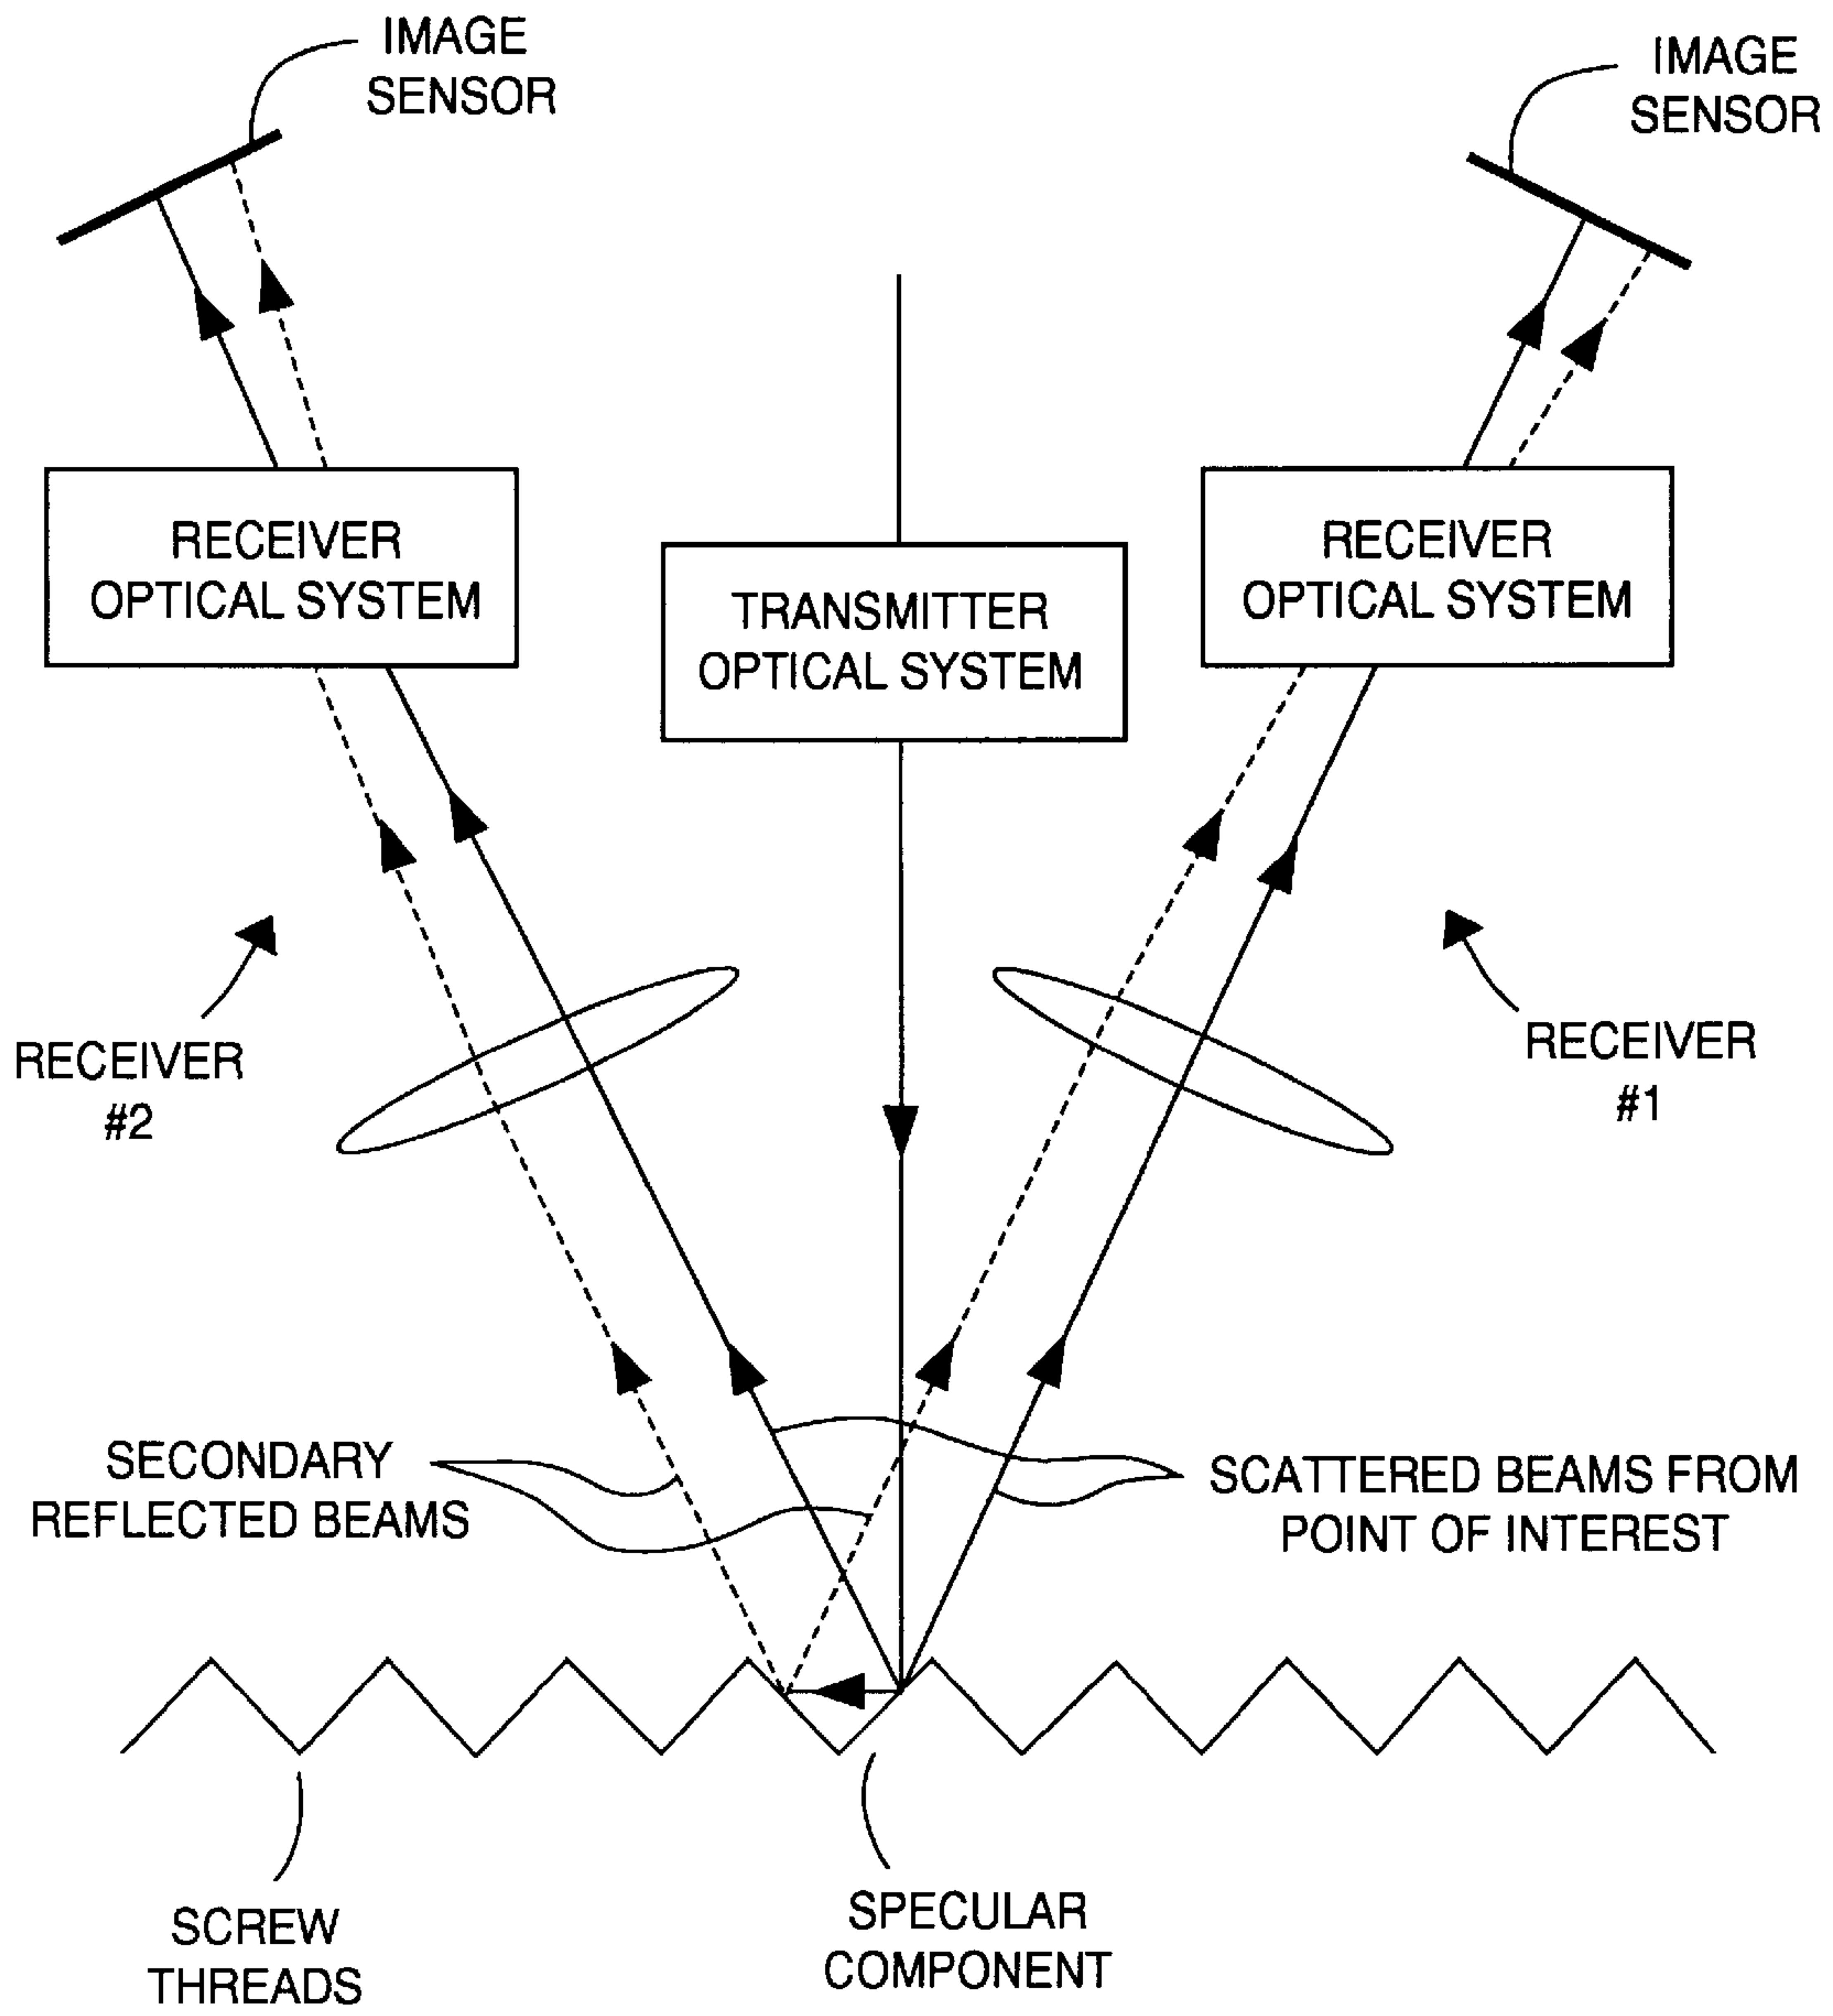 IMAGE
SENSOR
IMAGE
SENSOR
RECEIVER
OPTICAL SYSTEM
TRANSMITTER
OPTICAL SYSTEM
RECEIVER
OPTICAL SYSTEM
RECEIVER
#2
RECEIVER
#1
SECONDARY
REFLECTED BEAMS
SCATTERED BEAMS FROM
POINT OF INTEREST
SCREW
THREADS
SPECULAR
COMPONENT